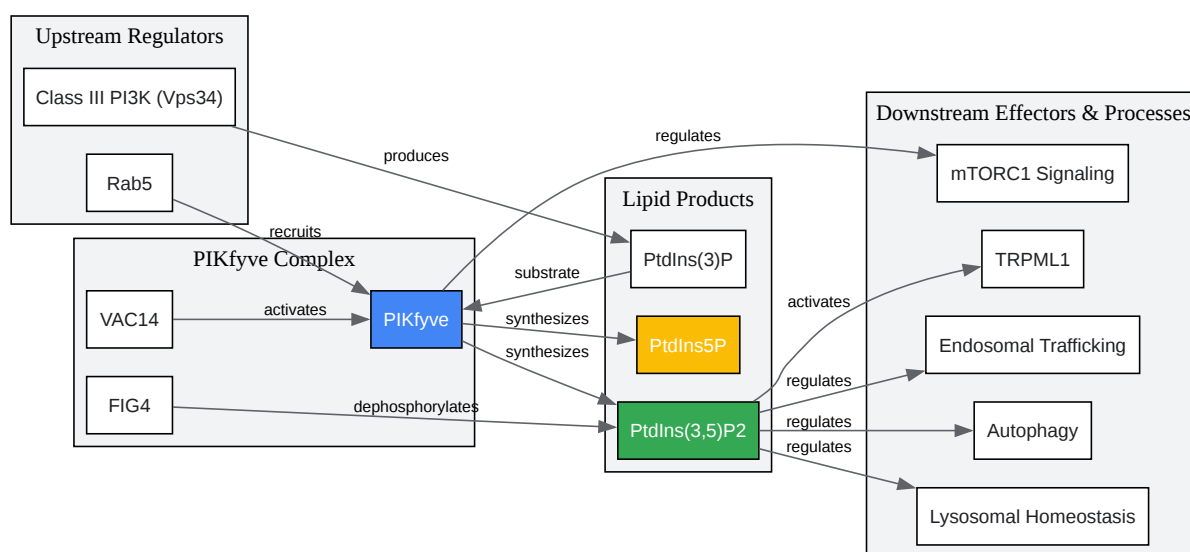 Upstream Regulators
Class III PI3K (Vps34)
Rab5
produces
recruits
PIKfyve Complex
VAC14
activates
PIKfyve
FIG4
dephosphorylates
regulates
Lipid Products
PtdIns(3)P
substrate
synthesizes
PtdIns5P
synthesizes
PtdIns(3,5)P2
activates
regulates
regulates
regulates
Downstream Effectors & Processes
mTORC1 Signaling
TRPML1
Endosomal Trafficking
Autophagy
Lysosomal Homeostasis